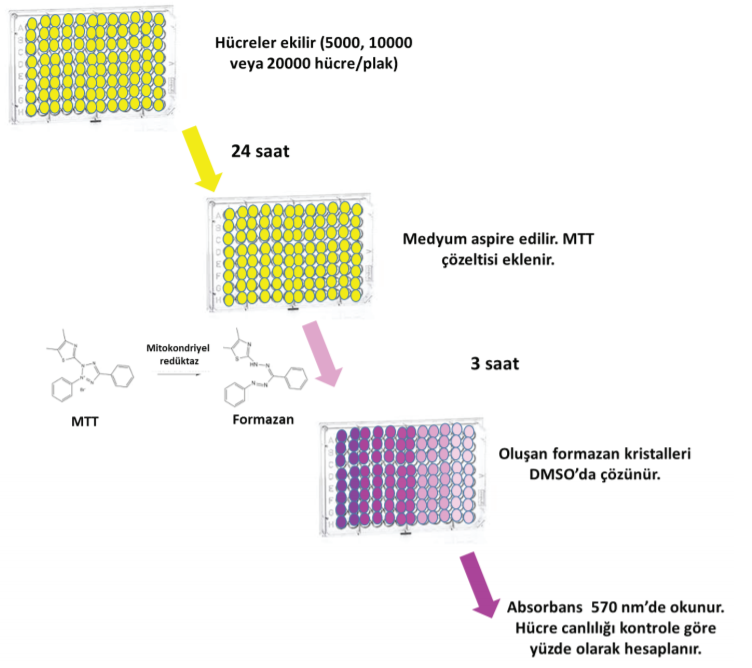 Hücreler ekilir (5000, 10000
veya 20000 hücre/plak)
A
B
C
D
E
F
G
H
24 saat
A
B
C
D
E
F
G
H
Medyum aspire edilir. MTT
çözeltisi eklenir.
Mitokondriyel
redüktaz
N
S
N
N
N
N
Br
MTT
N
S
HN
N
N
N
Formazan
3 saat
A
B
C
D
E
F
G
H
Oluşan formazan kristalleri
DMSO’da çözünür.
Absorbans  570 nm’de okunur.
Hücre canlılığı kontrole göre
yüzde olarak hesaplanır.